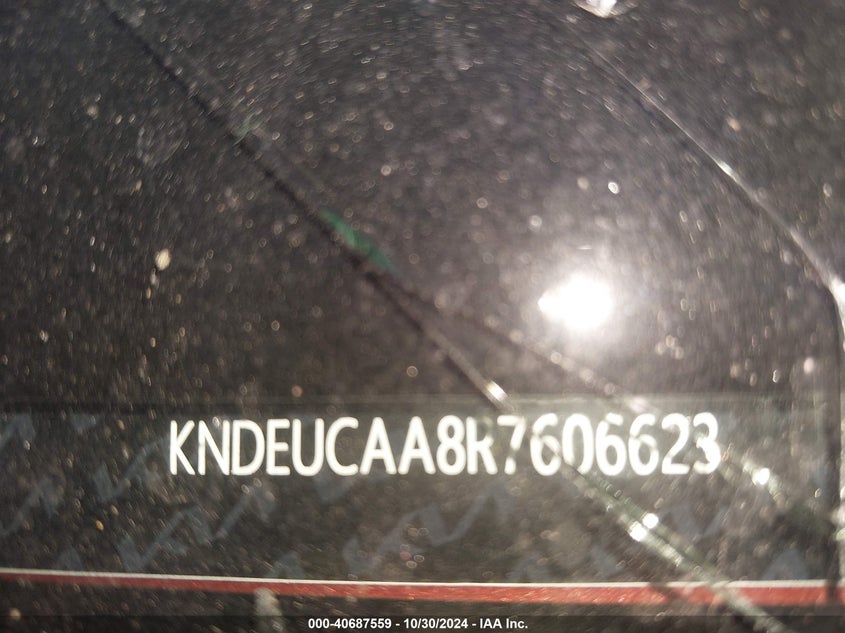 KNDEUCAA8R7606623
000-40687559 - 10/30/2024 - IAA Inc.